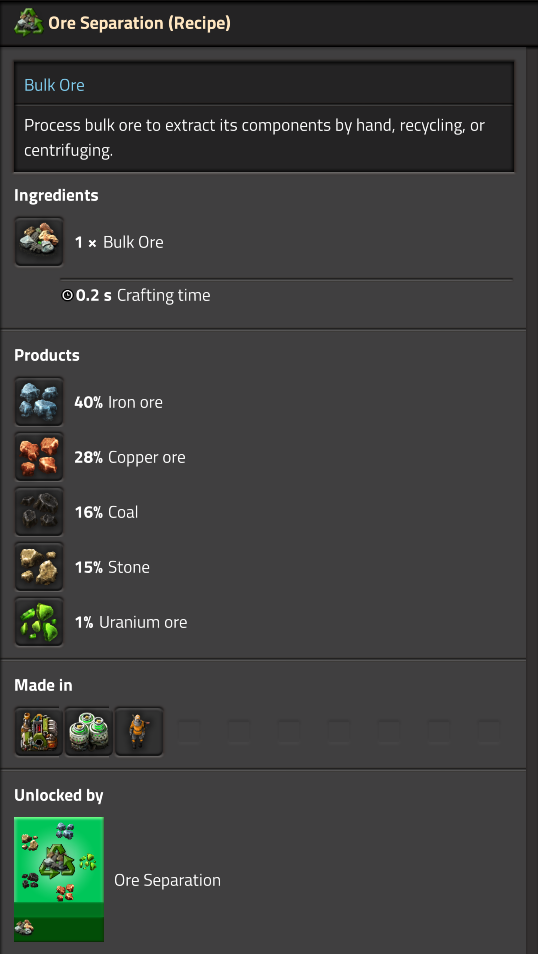 Ore Separation (Recipe)
Bulk Ore
Process bulk ore to extract its components by hand, recycling, or
centrifuging.
Ingredients
1 × Bulk Ore
0.2 s Crafting time
Products
40% Iron ore
28% Copper ore
16% Coal
15% Stone
1% Uranium ore
Made in
Unlocked by
Ore Separation